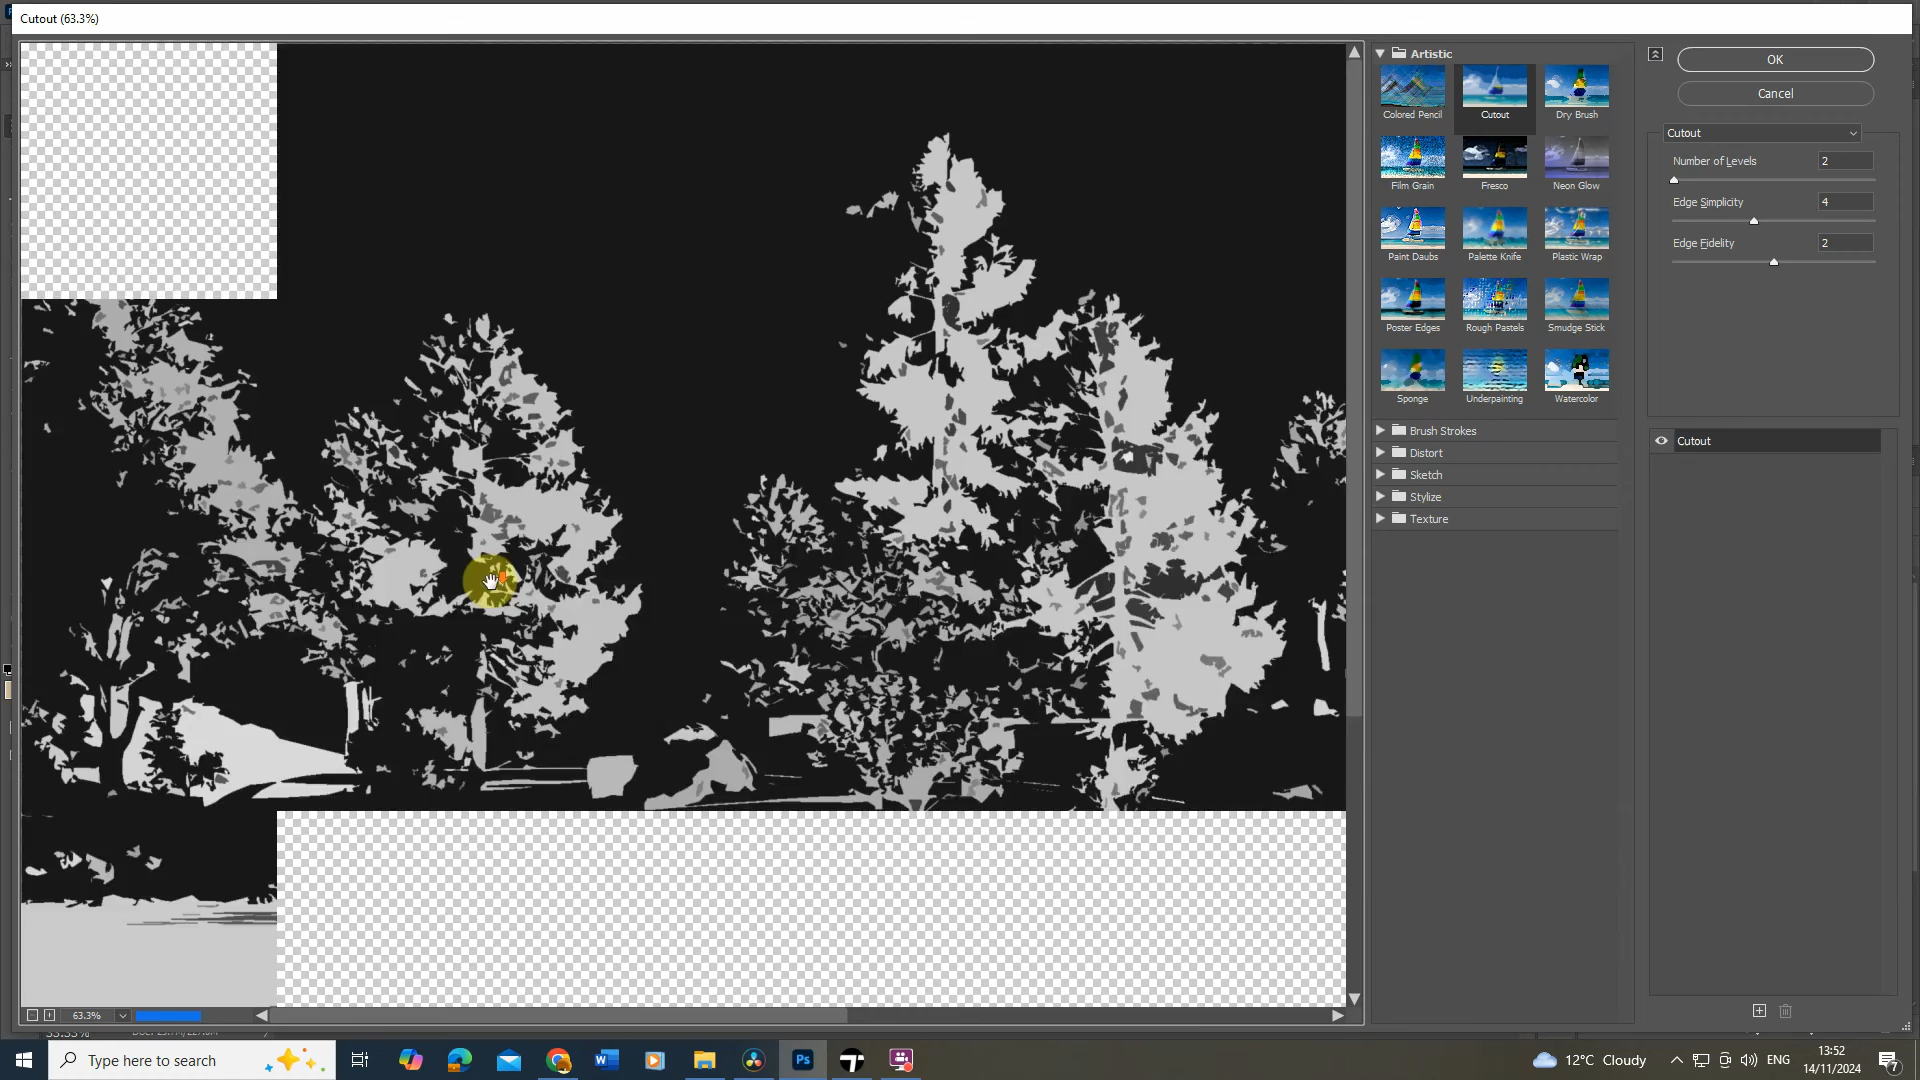 Cutout (63.3%)
Artistic
Colored Pencil
Cutout
Dry Brush
Film Grain
Fresco
Neon Glow
Paint Daubs
Palette Knife
Plastic Wrap
Poster Edges
Rough Pastels
Smudge Stick
Sponge
Underpainting
Watercolor
Brush Strokes
Distort
Sketch
Stylize
Texture
OK
Cancel
Cutout
Number of Levels 2
Edge Simplicity 4
Edge Fidelity 2
Cutout
63.3%
33.33%
Type here to search
12°C Cloudy
ENG
13:52
14/11/2024
7